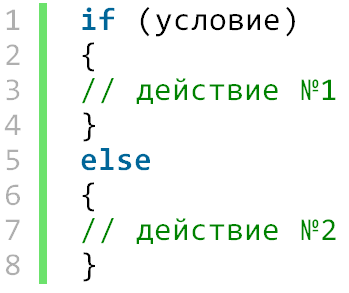 1 if (условие)
2 {
3 // действие №1
4 }
5 else
6 {
7 // действие №2
8 }